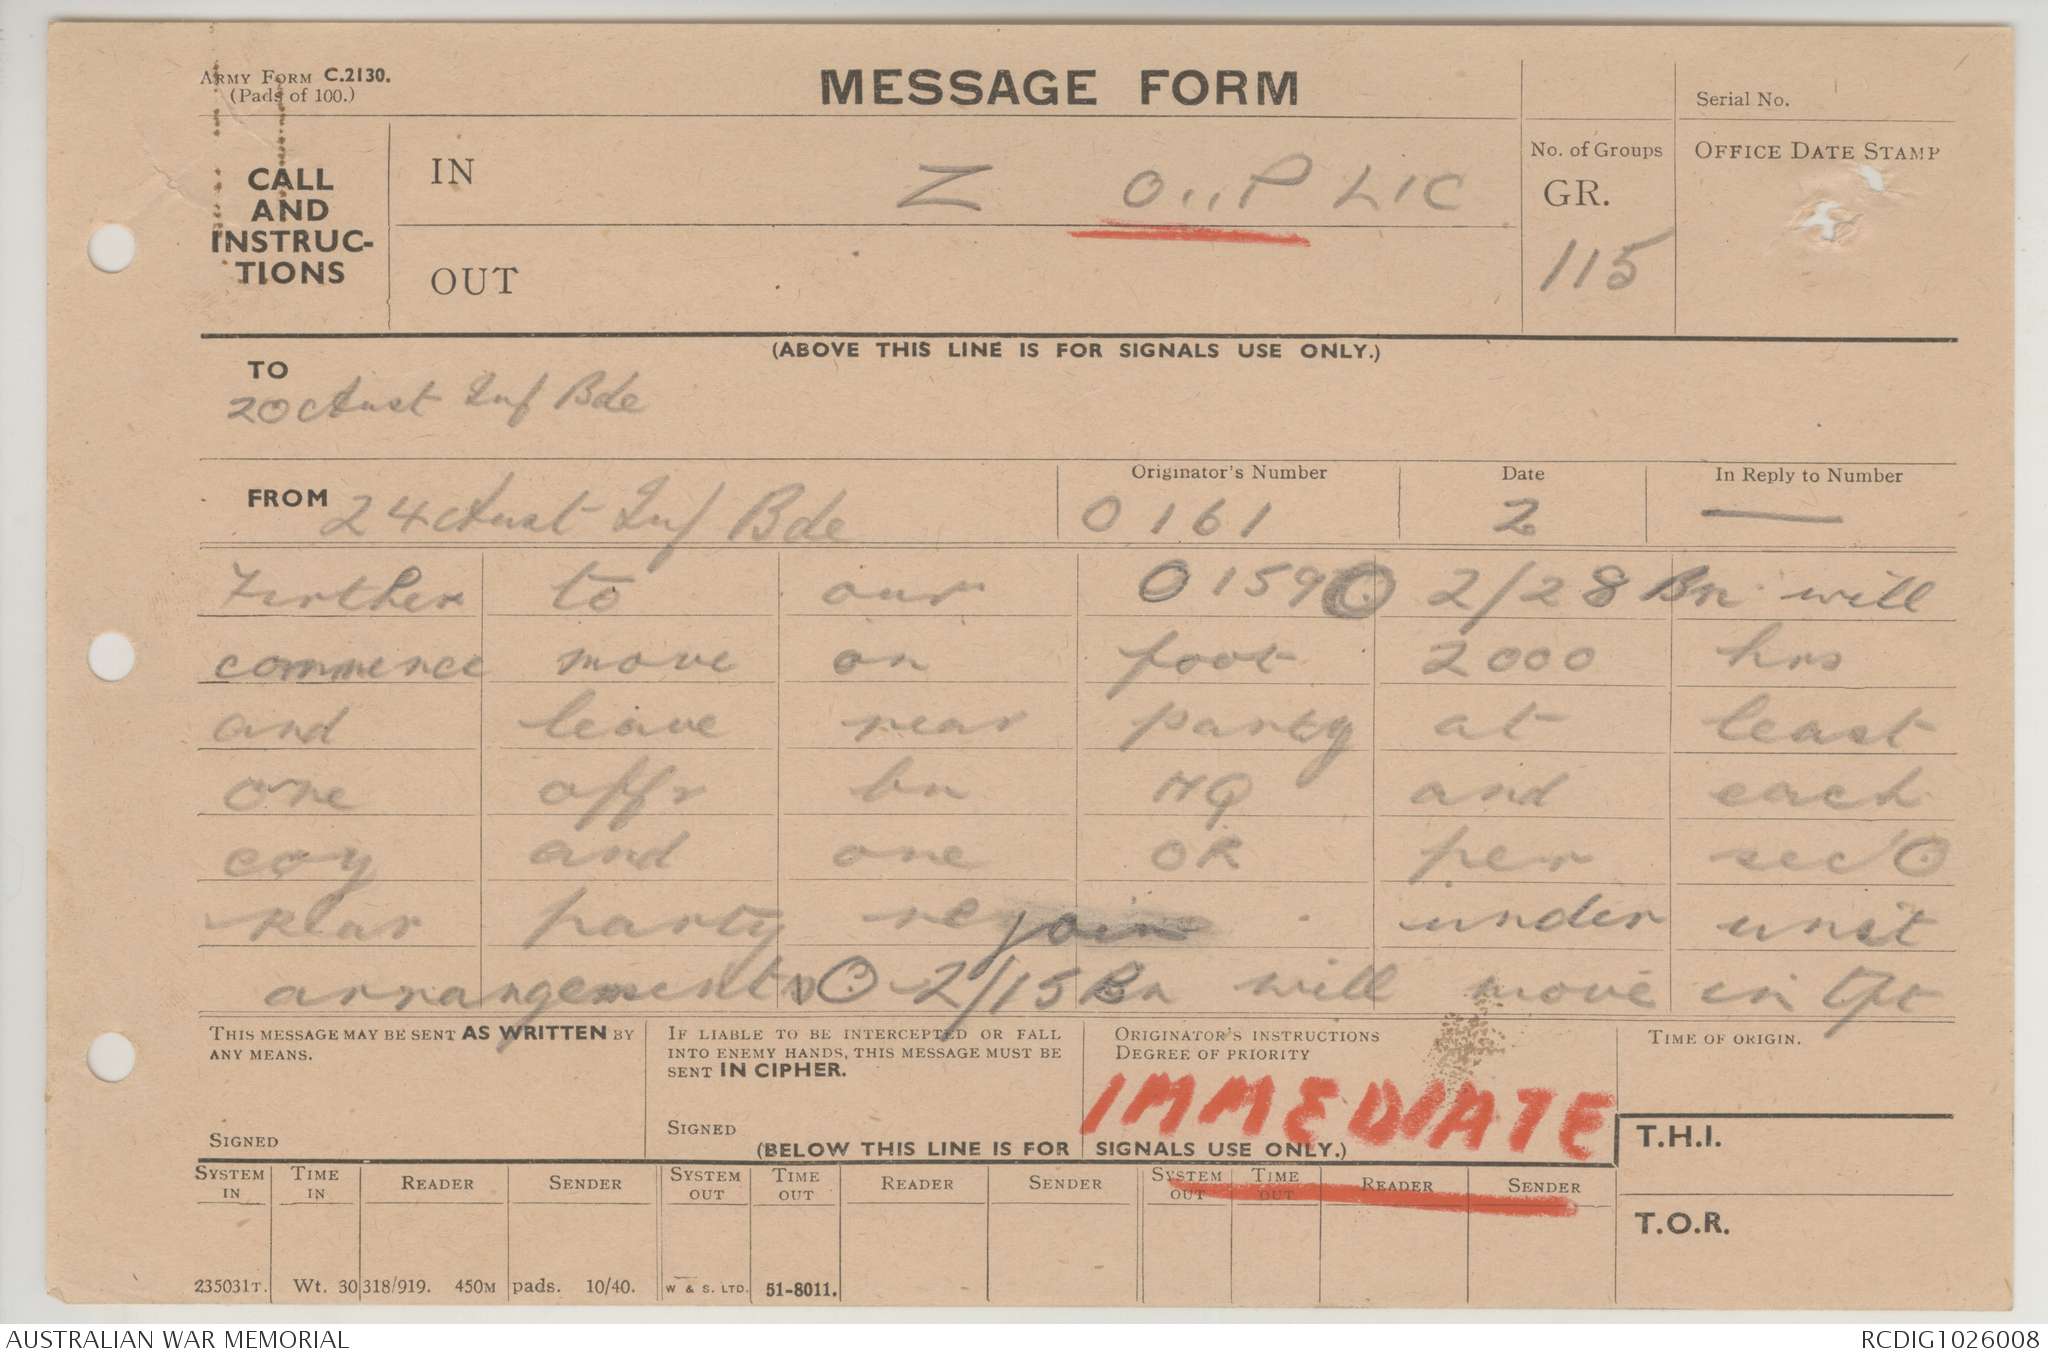 ARMY FORM C.2130.
(Pads of 100.)
MESSAGE FORM
Serial No.
CALL
AND
INSTRUC-
TIONS
IN
Z O,,P LIC
OUT
No. of Groups
GR.
115
OFFICE DATE STAMP
(ABOVE THIS LINE IS FOR SIGNALS USE ONLY.)
TO
20 Aust Inf Bde
FROM 24 Aust Inf Bde
Originator's Number
0161
Date
2
In Reply to Number
—
Further to our O159 O 2/28 Bn will
commence move on foot 2000 hrs
and leave rear party at least
one offr bn HQ and each
coy and one OR per sec O
Rear party rejoin under unit
arrangements O 2/15 Bn will move in tpt
THIS MESSAGE MAY BE SENT AS WRITTEN BY
ANY MEANS.
SIGNED
IF LIABLE TO BE INTERCEPTED OR FALL
INTO ENEMY HANDS, THIS MESSAGE MUST BE
SENT IN CIPHER.
SIGNED
ORIGINATOR'S INSTRUCTIONS
DEGREE OF PRIORITY
IMMEDIATE
TIME OF ORIGIN.
(BELOW THIS LINE IS FOR SIGNALS USE ONLY.)
T.H.I.
T.O.R.
SYSTEM IN TIME IN READER SENDER SYSTEM OUT TIME OUT READER SENDER SYSTEM OUT TIME OUT READER SENDER
235031T. Wt. 30318/919. 450M pads. 10/40. W & S. LTD. 51-8011.
AUSTRALIAN WAR MEMORIAL
RCDIG1026008